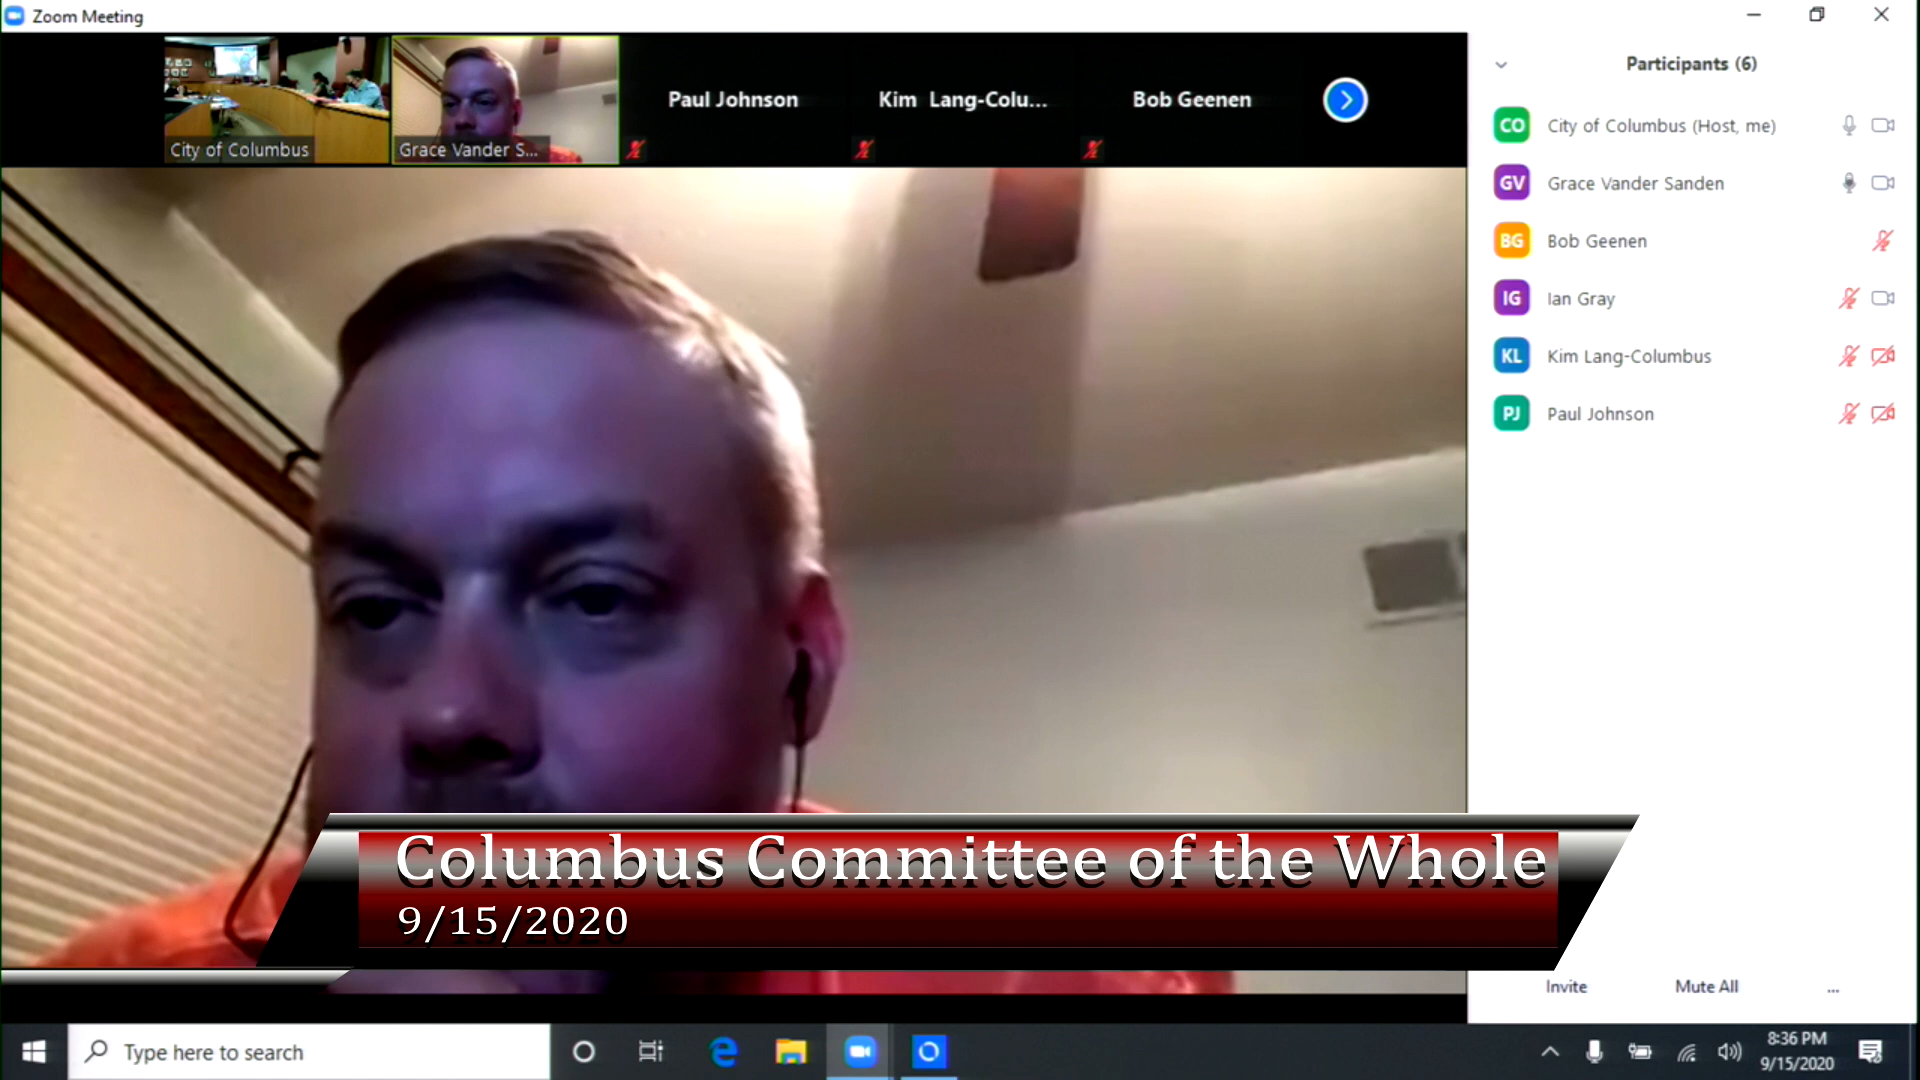 Zoom Meeting
City of Columbus
Grace Vander S...
Paul Johnson
Kim Lang-Colu...
Bob Geenen
Participants (6)
CO City of Columbus (Host, me)
GV Grace Vander Sanden
BG Bob Geenen
IG Ian Gray
KL Kim Lang-Columbus
PJ Paul Johnson
Columbus Committee of the Whole
9/15/2020
Invite Mute All ...
Type here to search
8:36 PM
9/15/2020